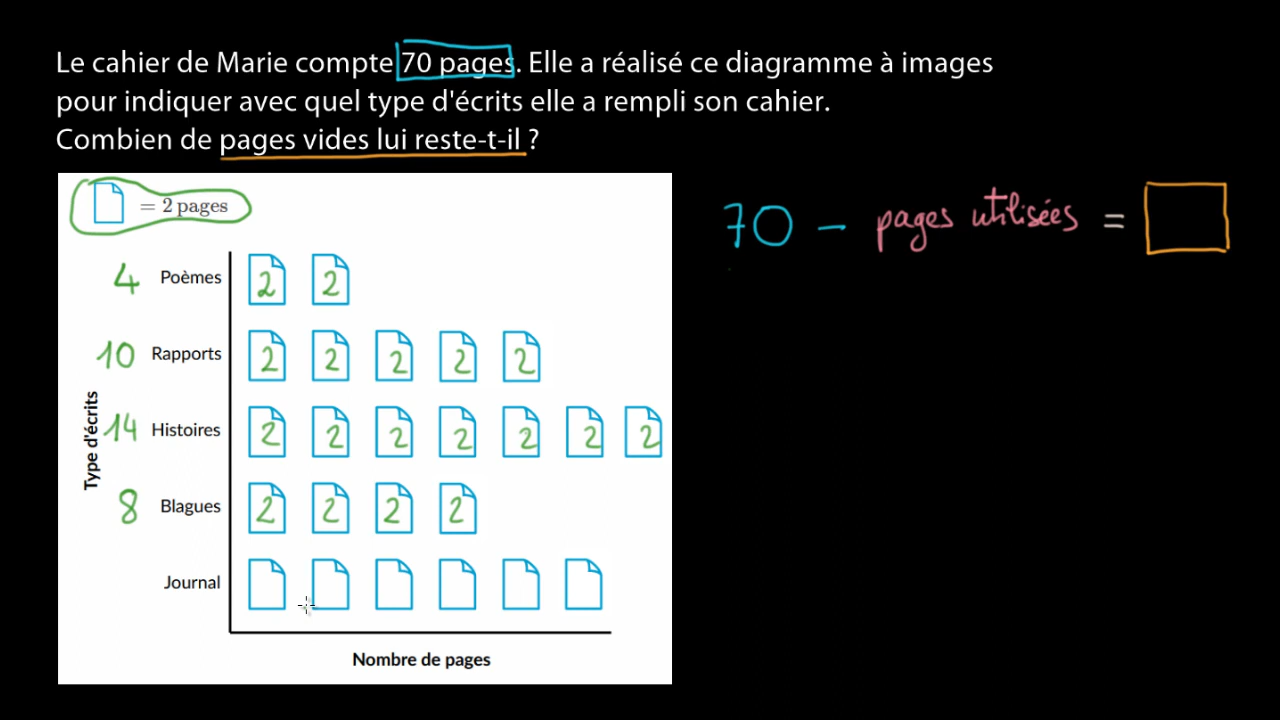 Le cahier de Marie compte 70 pages. Elle a réalisé ce diagramme à images
pour indiquer avec quel type d'écrits elle a rempli son cahier.
Combien de pages vides lui reste-t-il ?
= 2 pages
70 - pages utilisées =
Type d'écrits
4 Poèmes 2 2
10 Rapports 2 2 2 2 2
14 Histoires 2 2 2 2 2 2 2
8 Blagues 2 2 2 2
Journal
Nombre de pages